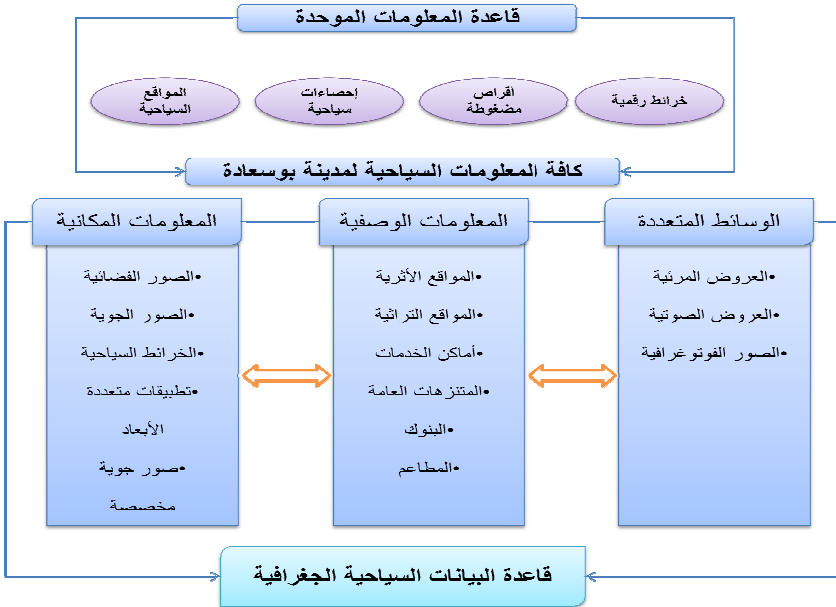 قاعدة المعلومات الموحدة
خرائط رقمية
أقراص
مضغوطة
إحصاءات
سياحية
المواقع
السياحية
كافة المعلومات السياحية لمدينة بوسعادة
الوسائط المتعددة
•العروض المرئية
•العروض الصوتية
•الصور الفوتوغرافية
المعلومات الوصفية
•المواقع الأثرية
•المواقع التراثية
•أماكن الخدمات
•المتنزهات العامة
•البنوك
•المطاعم
المعلومات المكانية
•الصور الفضائية
•الصور الجوية
•الخرائط السياحية
•تطبيقات متعددة
الأبعاد
•صور جوية
مخصصة
قاعدة البيانات السياحية الجغرافية